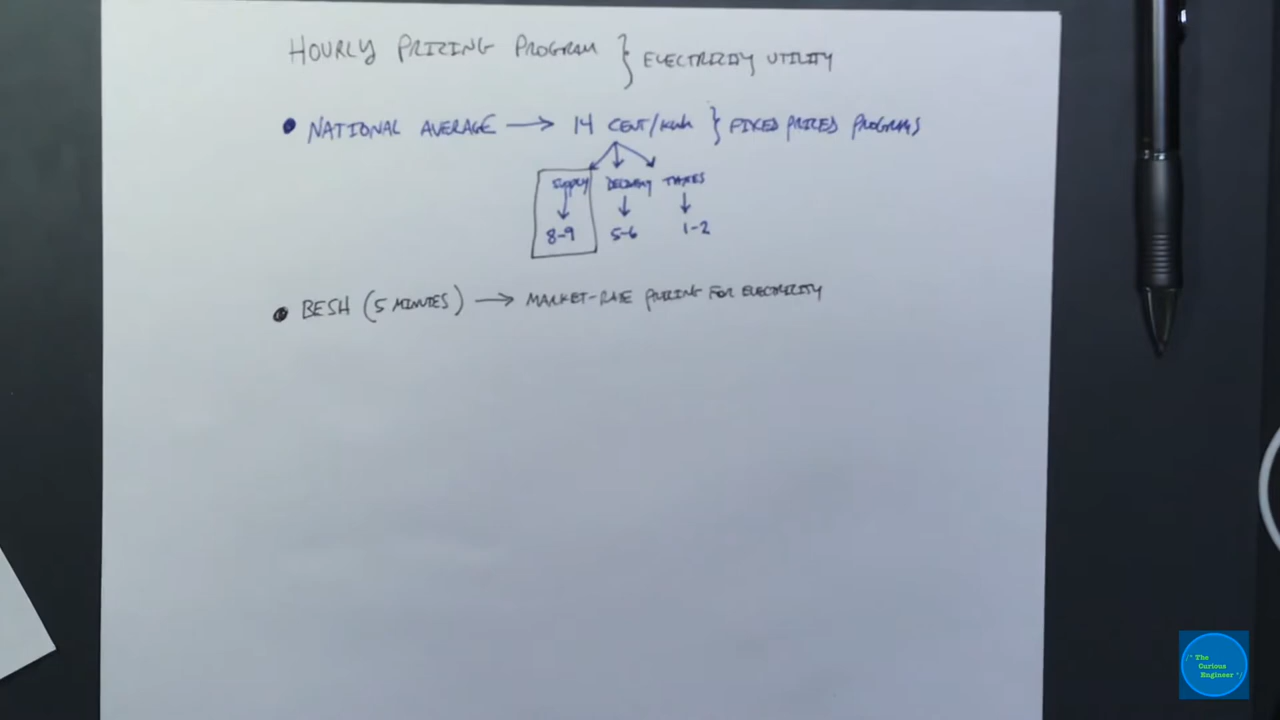 HOURLY PRICING PROGRAM } ELECTRICITY UTILITY
• NATIONAL AVERAGE → 14 CENT/kWh } FIXED PRICED PROGRAMS
SUPPLY DELIVERY TAXES
8-9 5-6 1-2
• BESH (5 MINUTES) → MARKET-RATE PRICING FOR ELECTRICITY
/* The
Curious
Engineer */